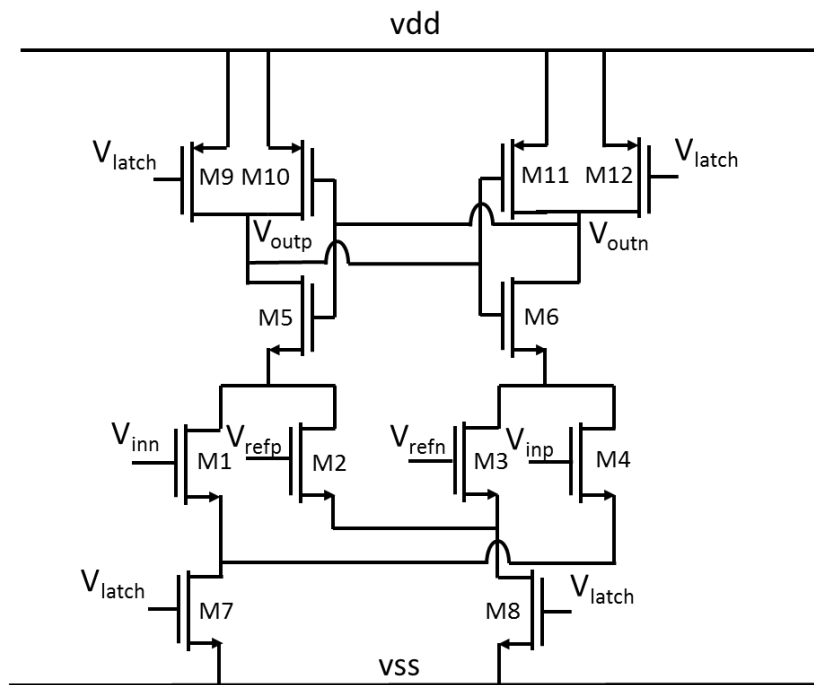 vdd
Vlatch
M9 M10
M11 M12
Vlatch
Voutp
Voutn
M5
M6
Vinn
M1
Vrefp
M2
Vrefn
M3
Vinp
M4
Vlatch
M7
M8
Vlatch
vss